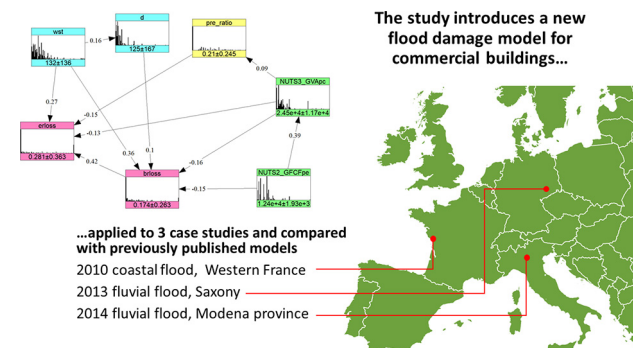 The study introduces a new
flood damage model for
commercial buildings…
wst
132±136
d
125±167
pre_ratio
0.21±0.245
NUTS3_GVApc
2.45e+4±1.17e+4
erloss
0.281±0.363
brloss
0.174±0.263
NUTS2_GFCFpe
1.24e+4±1.93e+3
0.16
0.09
0.27
-0.15
-0.13
0.39
0.36
0.1
-0.16
0.42
-0.15
…applied to 3 case studies and compared
with previously published models
2010 coastal flood, Western France
2013 fluvial flood, Saxony
2014 fluvial flood, Modena province